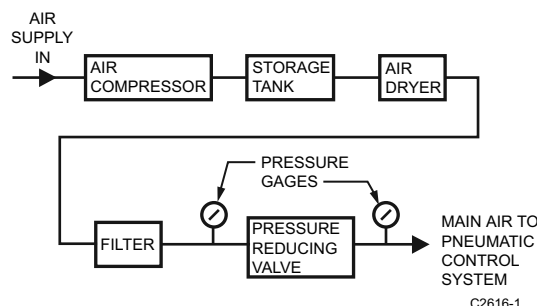 AIR
SUPPLY
IN
AIR
COMPRESSOR
STORAGE
TANK
AIR
DRYER
PRESSURE
GAGES
FILTER
PRESSURE
REDUCING
VALVE
MAIN AIR TO
PNEUMATIC
CONTROL
SYSTEM
C2616-1